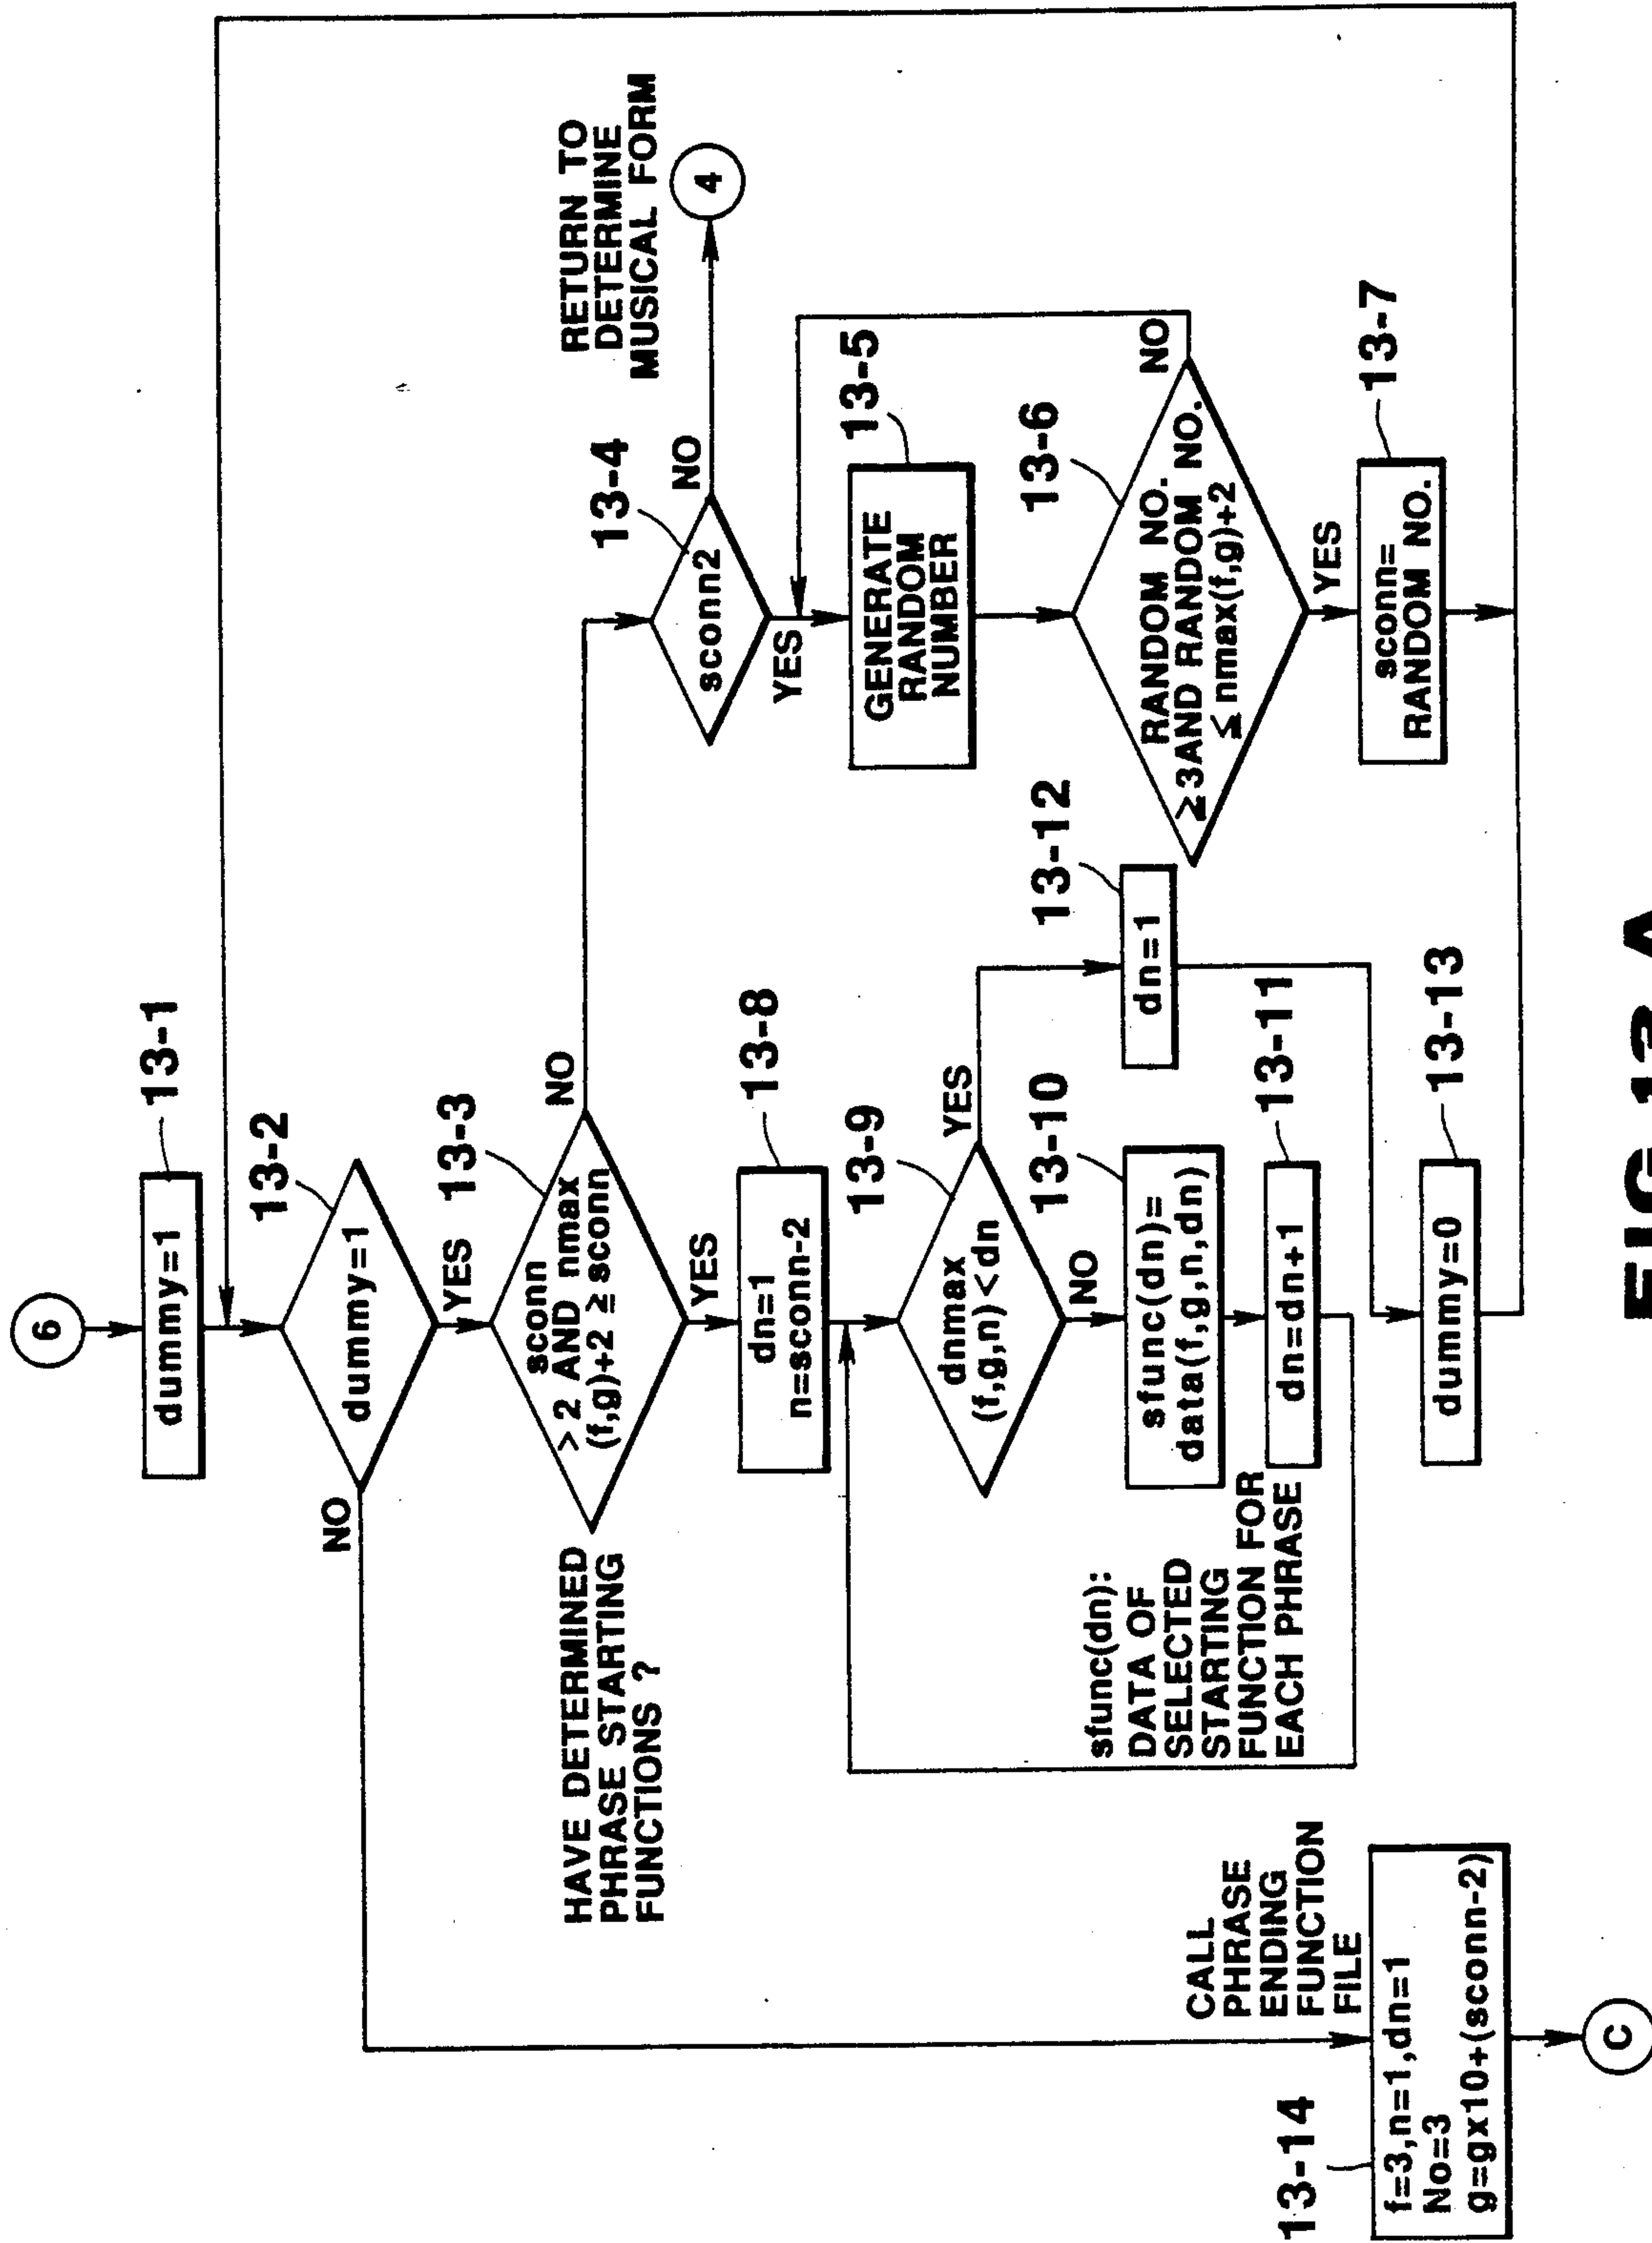 6
dummy=1
13-1
dummy=1
13-2
NO
YES
HAVE DETERMINED
PHRASE STARTING
FUNCTIONS ?
sconn
>2 AND nmax
(f,g)+2 ≧ sconn
13-3
NO
YES
sconn2
13-4
NO
YES
RETURN TO
DETERMINE
MUSICAL FORM
4
GENERATE
RANDOM
NUMBER
13-5
RANDOM NO.
≧3AND RANDOM NO.
≦ nmax(f,g)+2
13-6
NO
YES
sconn=
RANDOM NO.
13-7
dn=1
n=sconn-2
13-8
dnmax
(f,g,n)<dn
13-9
YES
NO
sfunc(dn)=
data(f,g,n,dn)
13-10
sfunc(dn):
DATA OF
SELECTED
STARTING
FUNCTION FOR
EACH PHRASE
dn=dn+1
13-11
dn=1
13-12
dummy=0
13-13
CALL
PHRASE
ENDING
FUNCTION
FILE
13-14
f=3,n=1,dn=1
No=3
g=gx10+(sconn-2)
C